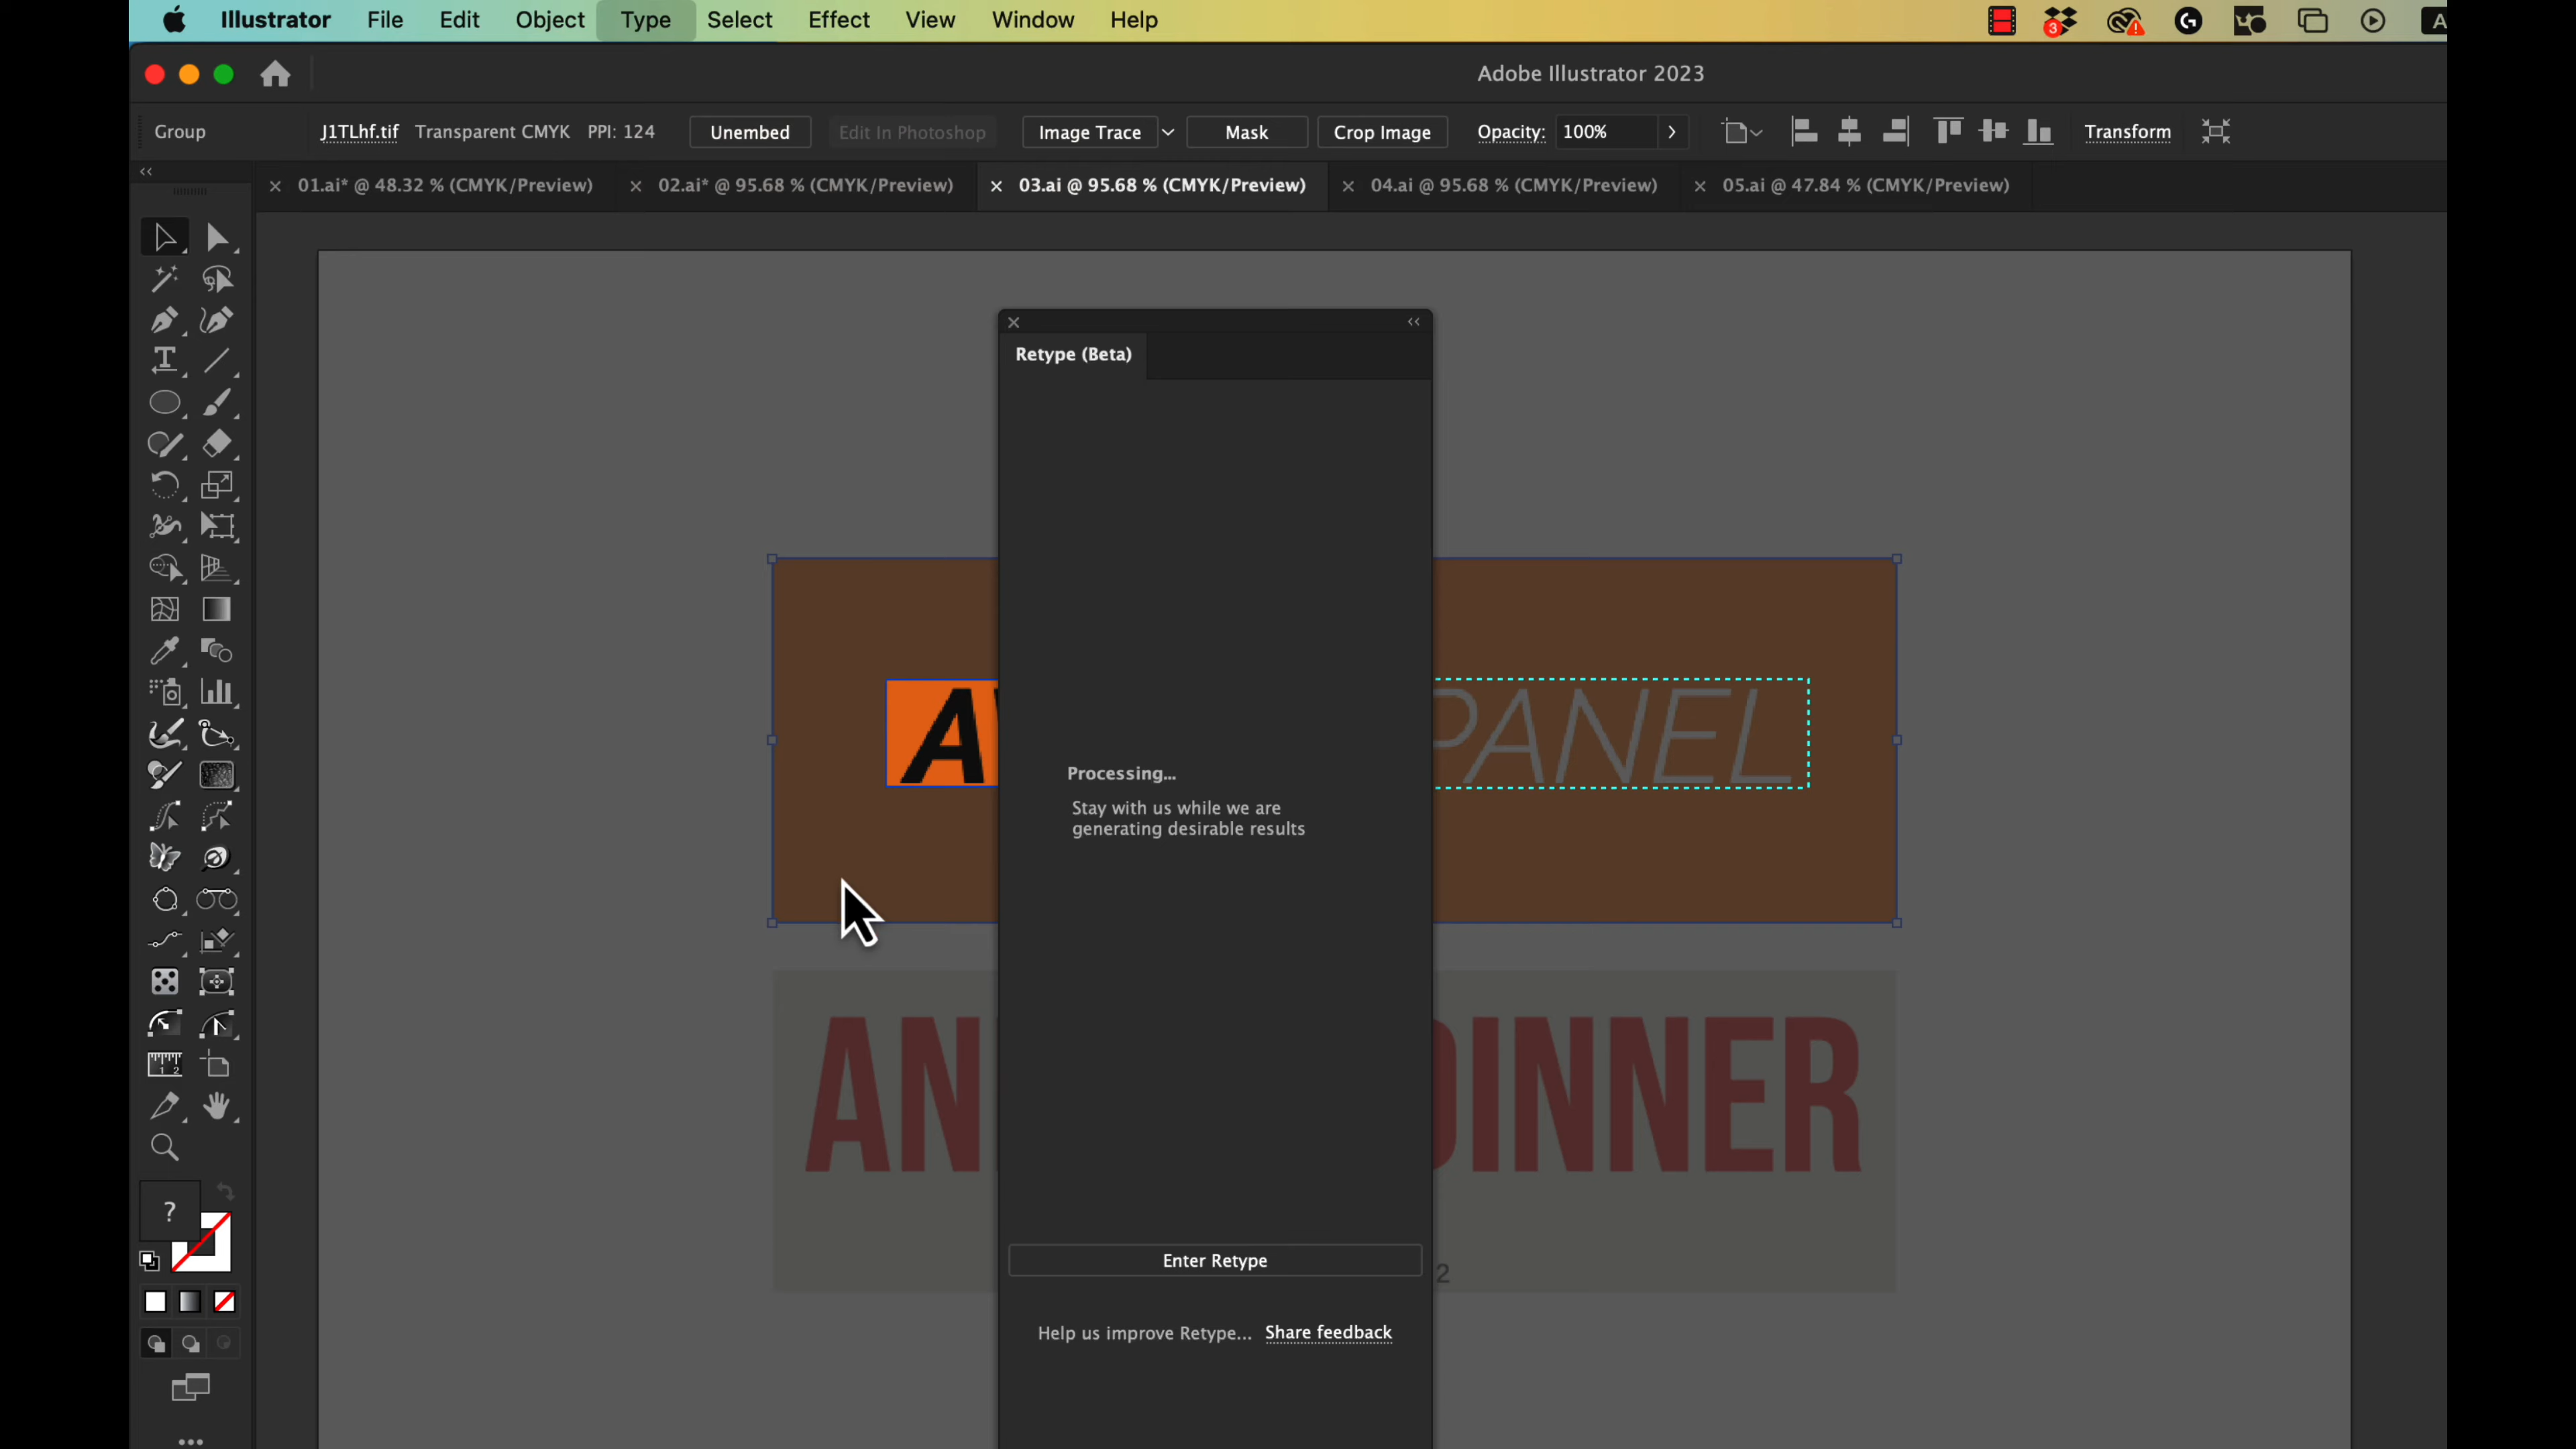 Illustrator File Edit Object Type Select Effect View Window Help
3
A
Adobe Illustrator 2023
Group J1TLhf.tif Transparent CMYK PPI: 124 Unembed Edit In Photoshop Image Trace Mask Crop Image Opacity: 100% Transform
01.ai* @ 48.32 % (CMYK/Preview) 02.ai* @ 95.68 % (CMYK/Preview) 03.ai @ 95.68 % (CMYK/Preview) 04.ai @ 95.68 % (CMYK/Preview) 05.ai @ 47.84 % (CMYK/Preview)
Retype (Beta)
A
PANEL
Processing...
Stay with us while we are
generating desirable results
AN
DINNER
?
Enter Retype
2
Help us improve Retype... Share feedback